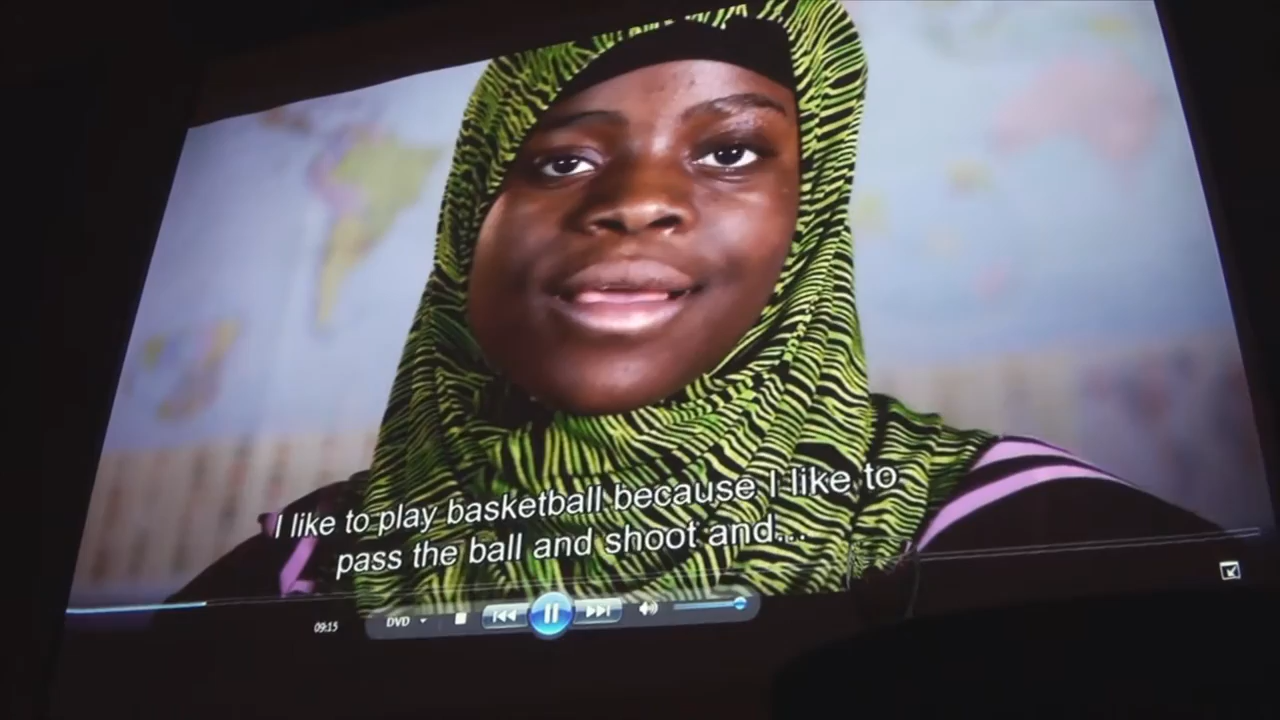 I like to play basketball because I like to
pass the ball and shoot and...
09:15
DVD